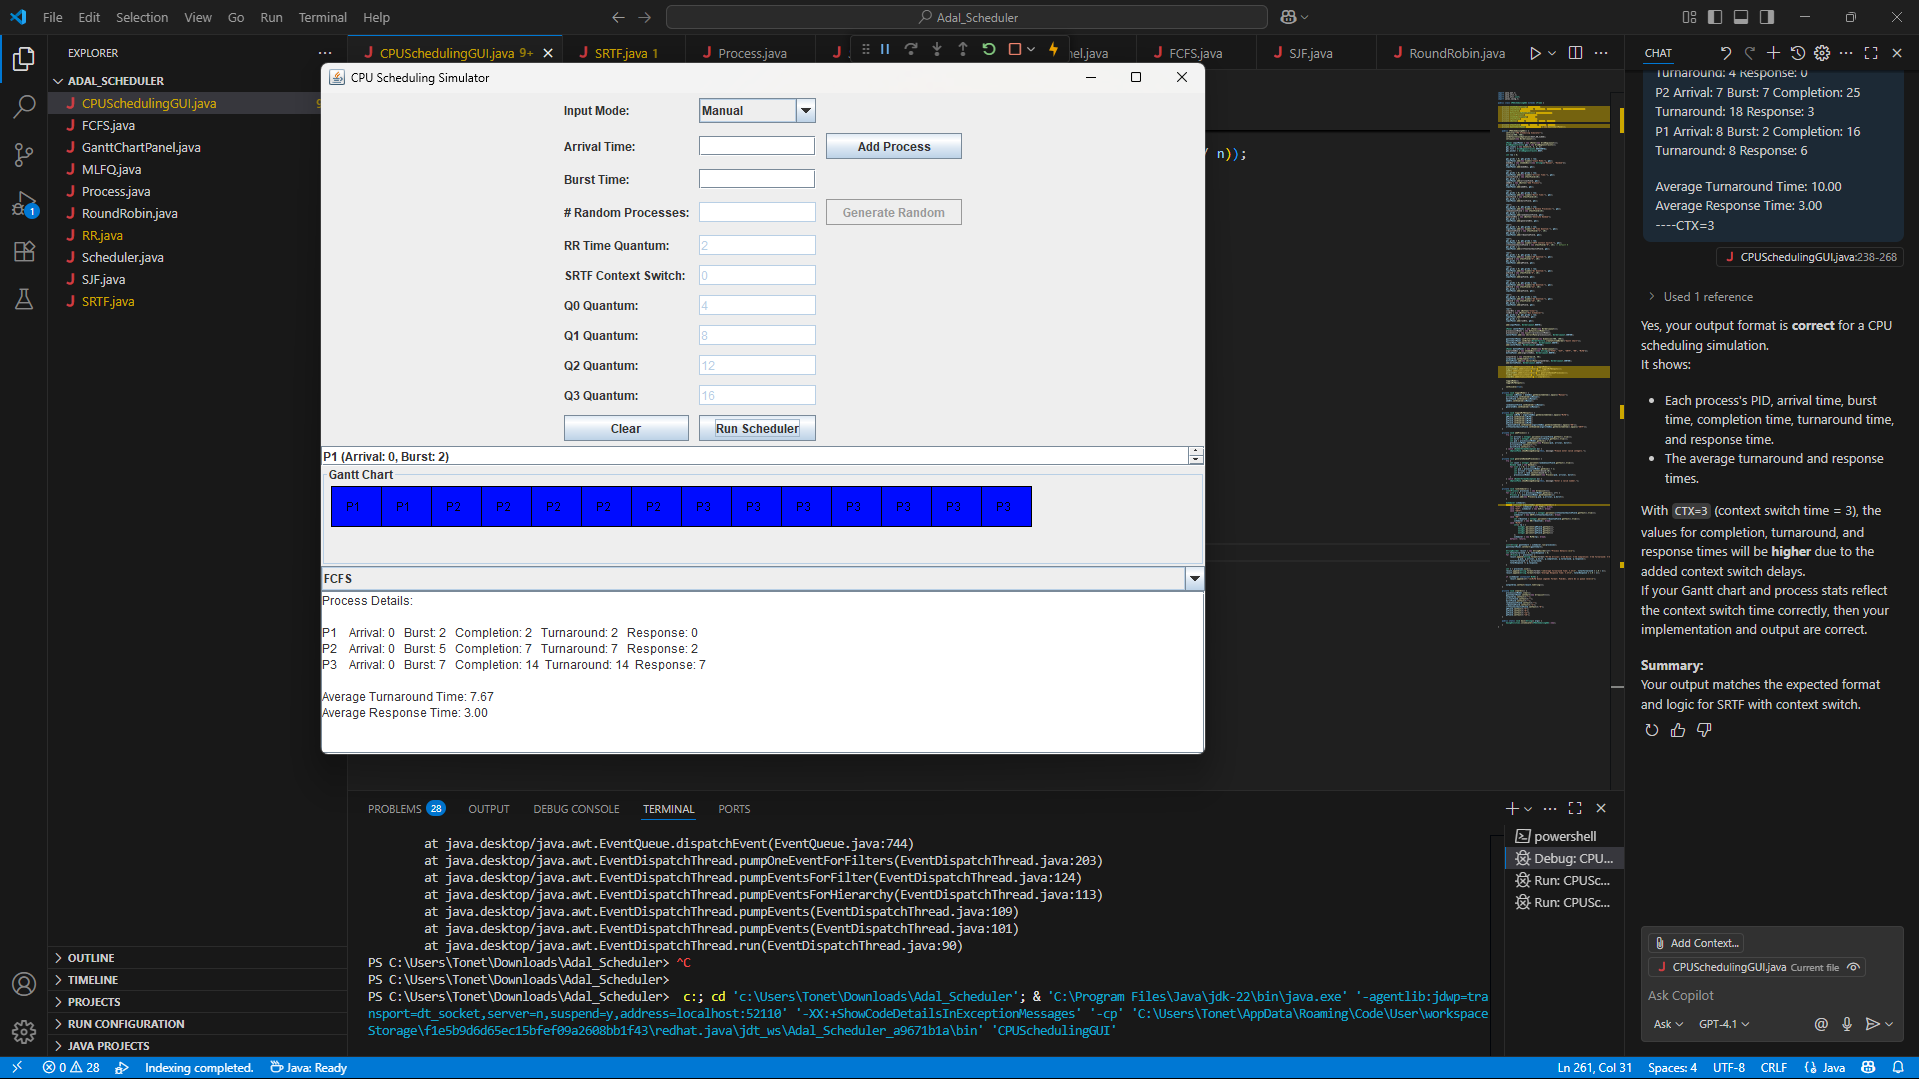 File Edit Selection View Go Run Terminal Help
Adal_Scheduler
EXPLORER
ADAL_SCHEDULER
CPUSchedulingGUI.java 9
FCFS.java
GanttChartPanel.java
MLFQ.java
Process.java
RoundRobin.java
RR.java
Scheduler.java
SJF.java
SRTF.java
OUTLINE
TIMELINE
PROJECTS
RUN CONFIGURATION
JAVA PROJECTS
CPUSchedulingGUI.java 9+
SRTF.java 1
Process.java
nel.java
FCFS.java
SJF.java
RoundRobin.java
/ n));
CPU Scheduling Simulator
Input Mode: Manual
Arrival Time: Add Process
Burst Time:
# Random Processes: Generate Random
RR Time Quantum: 2
SRTF Context Switch: 0
Q0 Quantum: 4
Q1 Quantum: 8
Q2 Quantum: 12
Q3 Quantum: 16
Clear Run Scheduler
P1 (Arrival: 0, Burst: 2)
Gantt Chart
P1 P1 P2 P2 P2 P2 P2 P3 P3 P3 P3 P3 P3 P3
FCFS
Process Details:
P1 Arrival: 0 Burst: 2 Completion: 2 Turnaround: 2 Response: 0
P2 Arrival: 0 Burst: 5 Completion: 7 Turnaround: 7 Response: 2
P3 Arrival: 0 Burst: 7 Completion: 14 Turnaround: 14 Response: 7
Average Turnaround Time: 7.67
Average Response Time: 3.00
PROBLEMS 28 OUTPUT DEBUG CONSOLE TERMINAL PORTS
at java.desktop/java.awt.EventQueue.dispatchEvent(EventQueue.java:744)
at java.desktop/java.awt.EventDispatchThread.pumpOneEventForFilters(EventDispatchThread.java:203)
at java.desktop/java.awt.EventDispatchThread.pumpEventsForFilter(EventDispatchThread.java:124)
at java.desktop/java.awt.EventDispatchThread.pumpEventsForHierarchy(EventDispatchThread.java:113)
at java.desktop/java.awt.EventDispatchThread.pumpEvents(EventDispatchThread.java:109)
at java.desktop/java.awt.EventDispatchThread.pumpEvents(EventDispatchThread.java:101)
at java.desktop/java.awt.EventDispatchThread.run(EventDispatchThread.java:90)
PS C:\Users\Tonet\Downloads\Adal_Scheduler> ^C
PS C:\Users\Tonet\Downloads\Adal_Scheduler>
PS C:\Users\Tonet\Downloads\Adal_Scheduler> c:; cd 'c:\Users\Tonet\Downloads\Adal_Scheduler'; & 'C:\Program Files\Java\jdk-22\bin\java.exe' '-agentlib:jdwp=tra
nsport=dt_socket,server=n,suspend=y,address=localhost:52110' '-XX:+ShowCodeDetailsInExceptionMessages' '-cp' 'C:\Users\Tonet\AppData\Roaming\Code\User\workspace
Storage\f1e5b9d6d65ec15bfef09a2608bb1f43\redhat.java\jdt_ws\Adal_Scheduler_a9671b1a\bin' 'CPUSchedulingGUI'
powershell
Debug: CPU...
Run: CPUSc...
Run: CPUSc...
CHAT
Turnaround: 4 Response: 0
P2 Arrival: 7 Burst: 7 Completion: 25
Turnaround: 18 Response: 3
P1 Arrival: 8 Burst: 2 Completion: 16
Turnaround: 8 Response: 6
Average Turnaround Time: 10.00
Average Response Time: 3.00
----CTX=3
CPUSchedulingGUI.java:238-268
Used 1 reference
Yes, your output format is correct for a CPU
scheduling simulation.
It shows:
• Each process's PID, arrival time, burst
time, completion time, turnaround time,
and response time.
• The average turnaround and response
times.
With CTX=3 (context switch time = 3), the
values for completion, turnaround, and
response times will be higher due to the
added context switch delays.
If your Gantt chart and process stats reflect
the context switch time correctly, then your
implementation and output are correct.
Summary:
Your output matches the expected format
and logic for SRTF with context switch.
Add Context...
CPUSchedulingGUI.java Current file
Ask Copilot
Ask GPT-4.1
1
0 28 Indexing completed. Java: Ready
Ln 261, Col 31 Spaces: 4 UTF-8 CRLF Java